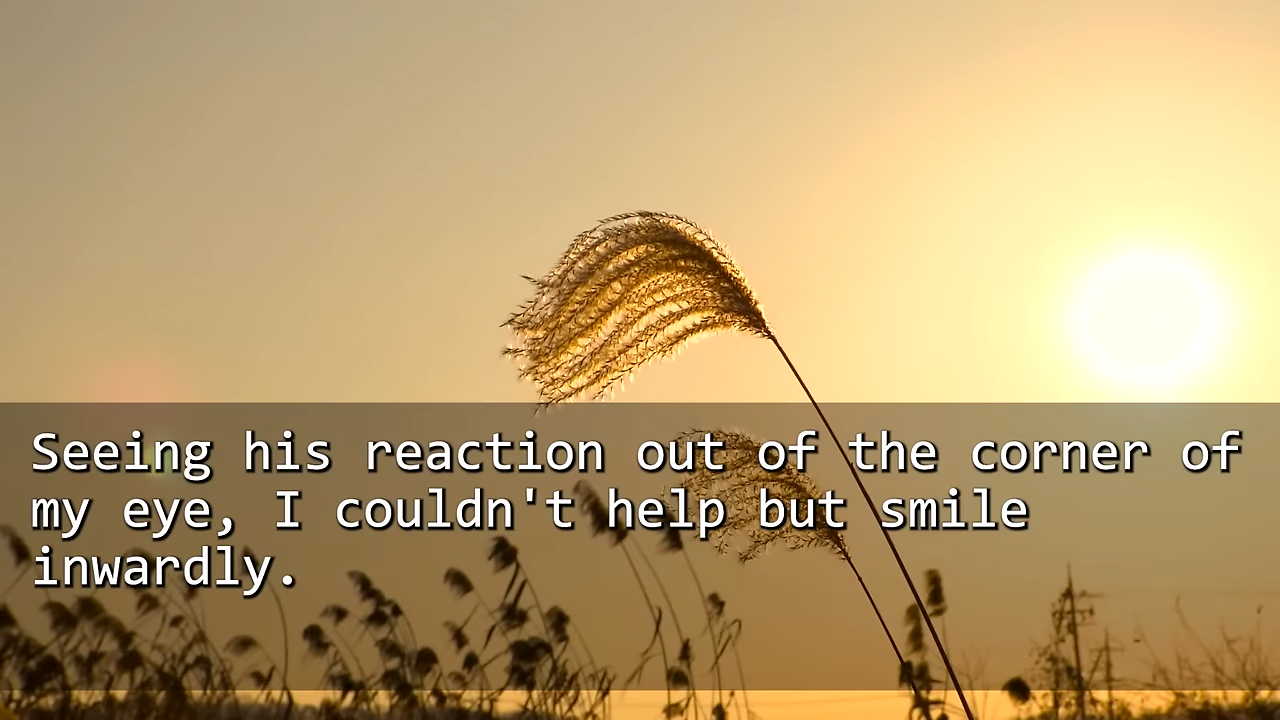 Seeing his reaction out of the corner of
my eye, I couldn't help but smile
inwardly.